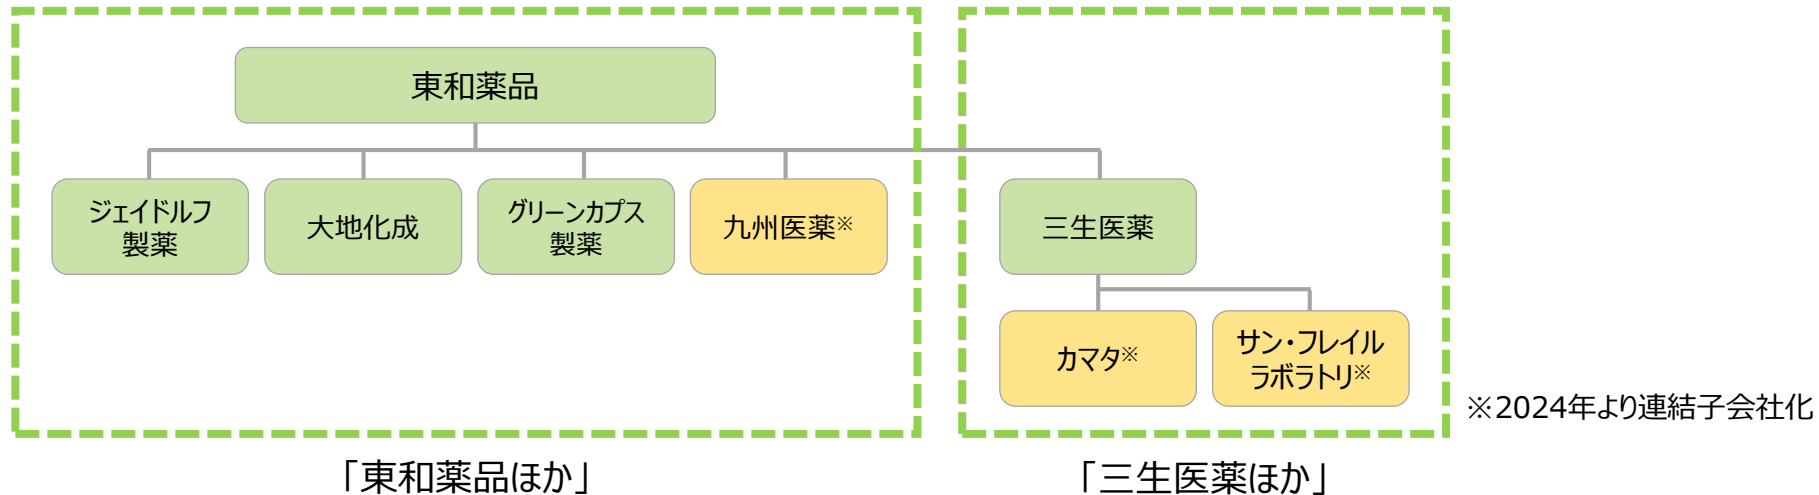 東和薬品
ジェイドルフ
製薬
大地化成
グリーンカプス
製薬
九州医薬※
三生医薬
カマタ※
サン・フレイル
ラボラトリ※
※2024年より連結子会社化
「東和薬品ほか」
「三生医薬ほか」